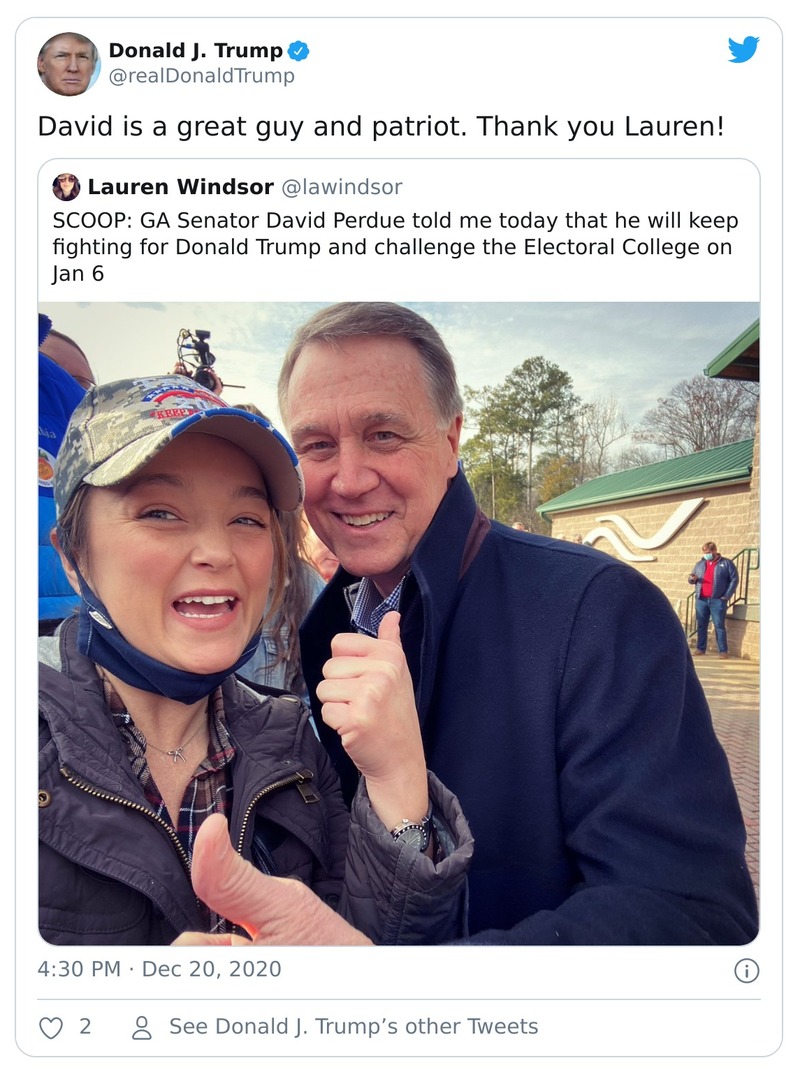 Donald J. Trump
@realDonaldTrump
David is a great guy and patriot. Thank you Lauren!
Lauren Windsor @lawindsor
SCOOP: GA Senator David Perdue told me today that he will keep
fighting for Donald Trump and challenge the Electoral College on
Jan 6
KEEP
4:30 PM · Dec 20, 2020
2
See Donald J. Trump’s other Tweets